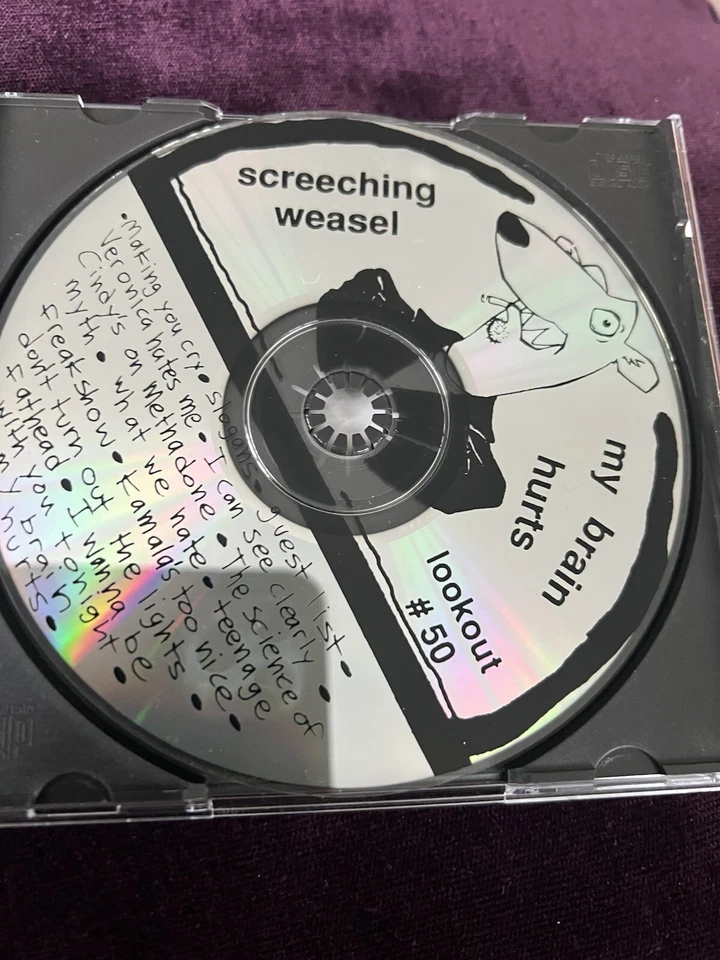 screeching
weasel
my brain
hurts
lookout
# 50
• Making you cry • slogans • guest list •
Veronica hates me • I can see clearly •
Cindy's on Methadone • The science of
myth • what we hate • teenage
freakshow • Kamala's too nice •
dont turn out the lights •
Fathead • I wanna be
with you tonight •
my brain hurts •